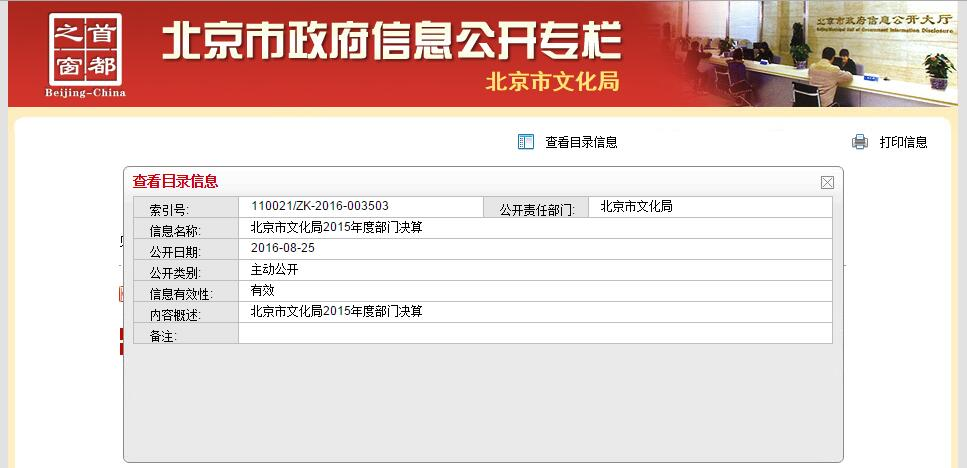 首都之窗
Beijing-China
北京市政府信息公开专栏
北京市文化局
北京市政府信息公开大厅
Beijing Municipal Hall of Government Information Disclosure
查看目录信息
打印信息
查看目录信息
索引号: 110021/ZK-2016-003503 公开责任部门: 北京市文化局
信息名称: 北京市文化局2015年度部门决算
公开日期: 2016-08-25
公开类别: 主动公开
信息有效性: 有效
内容概述: 北京市文化局2015年度部门决算
备注: